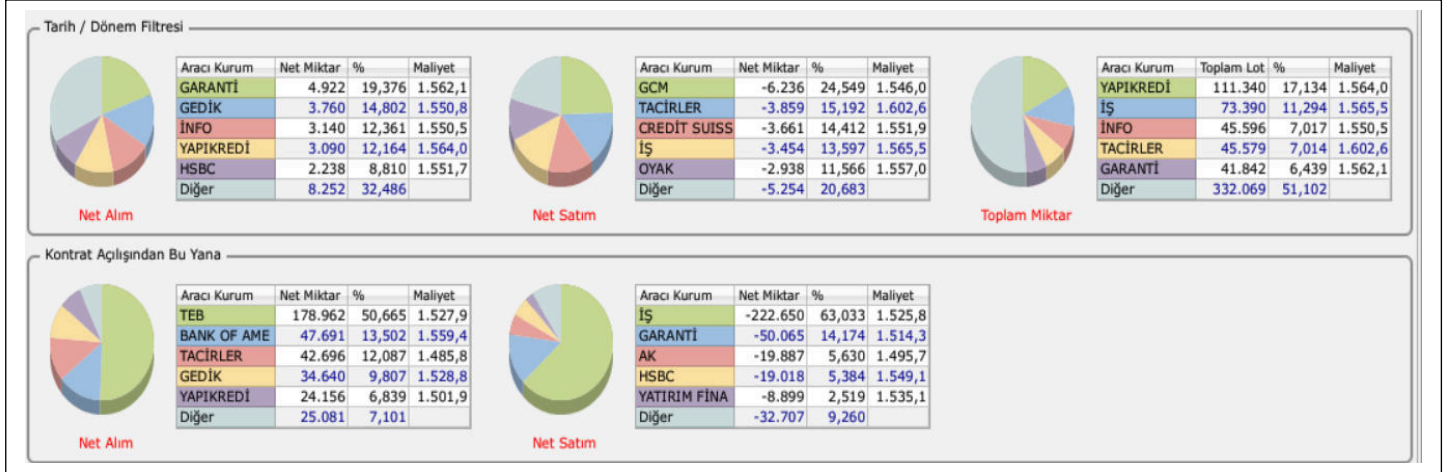 Tarih / Dönem Filtresi
Aracı Kurum Net Miktar % Maliyet
GARANTİ 4.922 19,376 1.562,1
GEDİK 3.760 14,802 1.550,8
İNFO 3.140 12,361 1.550,5
YAPIKREDİ 3.090 12,164 1.564,0
HSBC 2.238 8,810 1.551,7
Diğer 8.252 32,486
Net Alım
Aracı Kurum Net Miktar % Maliyet
GCM -6.236 24,549 1.546,0
TACİRLER -3.859 15,192 1.602,6
CREDİT SUISS -3.661 14,412 1.551,9
İŞ -3.454 13,597 1.565,5
OYAK -2.938 11,566 1.557,0
Diğer -5.254 20,683
Net Satım
Aracı Kurum Toplam Lot % Maliyet
YAPIKREDİ 111.340 17,134 1.564,0
İŞ 73.390 11,294 1.565,5
İNFO 45.596 7,017 1.550,5
TACİRLER 45.579 7,014 1.602,6
GARANTİ 41.842 6,439 1.562,1
Diğer 332.069 51,102
Toplam Miktar
Kontrat Açılışından Bu Yana
Aracı Kurum Net Miktar % Maliyet
TEB 178.962 50,665 1.527,9
BANK OF AME 47.691 13,502 1.559,4
TACİRLER 42.696 12,087 1.485,8
GEDİK 34.640 9,807 1.528,8
YAPIKREDİ 24.156 6,839 1.501,9
Diğer 25.081 7,101
Net Alım
Aracı Kurum Net Miktar % Maliyet
İŞ -222.650 63,033 1.525,8
GARANTİ -50.065 14,174 1.514,3
AK -19.887 5,630 1.495,7
HSBC -19.018 5,384 1.549,1
YATIRIM FİNA -8.899 2,519 1.535,1
Diğer -32.707 9,260
Net Satım